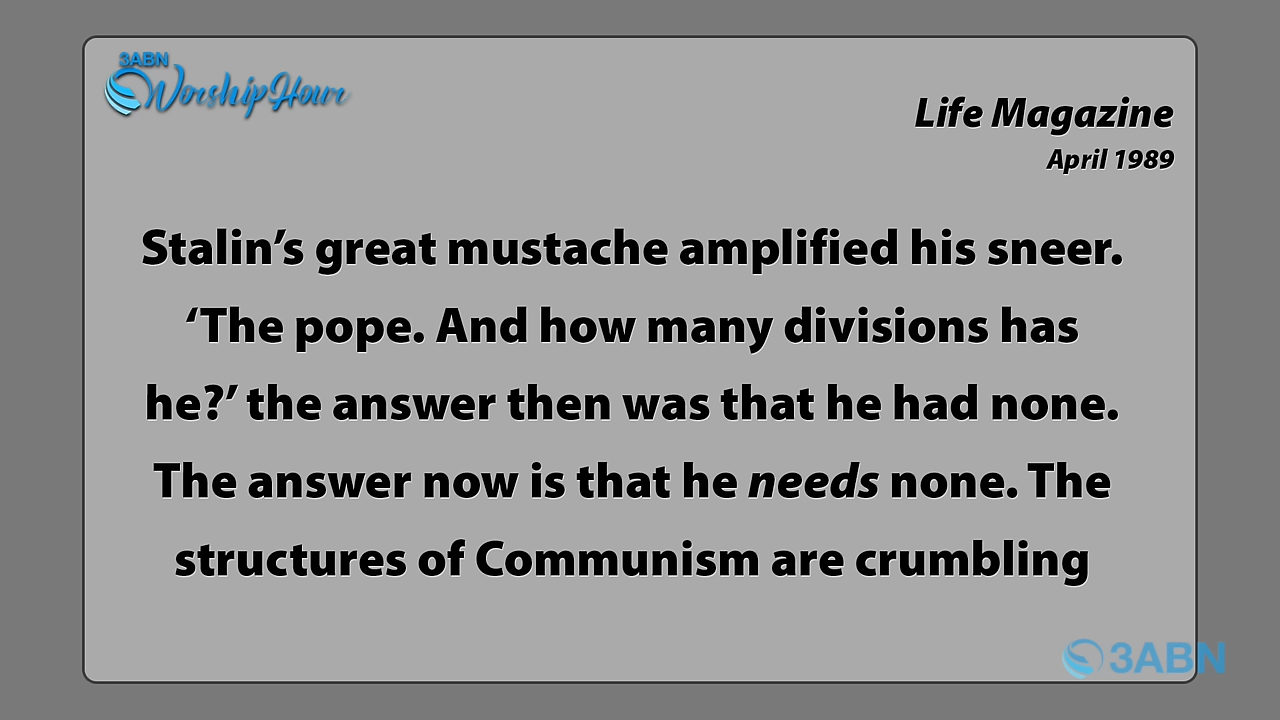 3ABN
Worship Hour
Life Magazine
April 1989
Stalin’s great mustache amplified his sneer.
‘The pope. And how many divisions has
he?’ the answer then was that he had none.
The answer now is that he needs none. The
structures of Communism are crumbling
3ABN